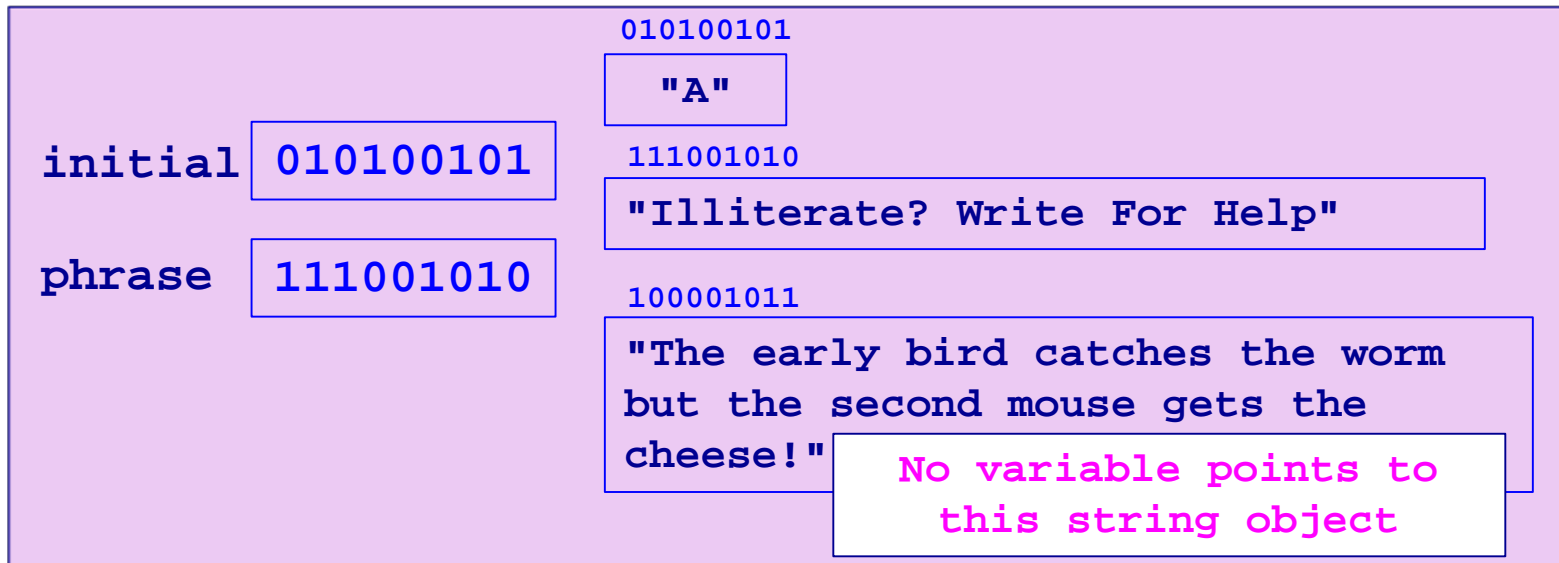 010100101
"A"
initial 010100101
111001010
"Illiterate? Write For Help"
phrase 111001010
100001011
"The early bird catches the worm
but the second mouse gets the
cheese!"
No variable points to
this string object